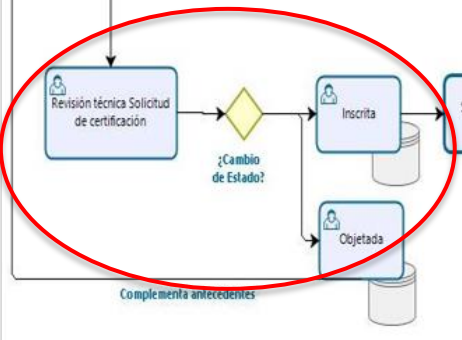 Revisión técnica Solicitud
de certificación
¿Cambio
de Estado?
Inscrita
Objetada
Complementa antecedentes